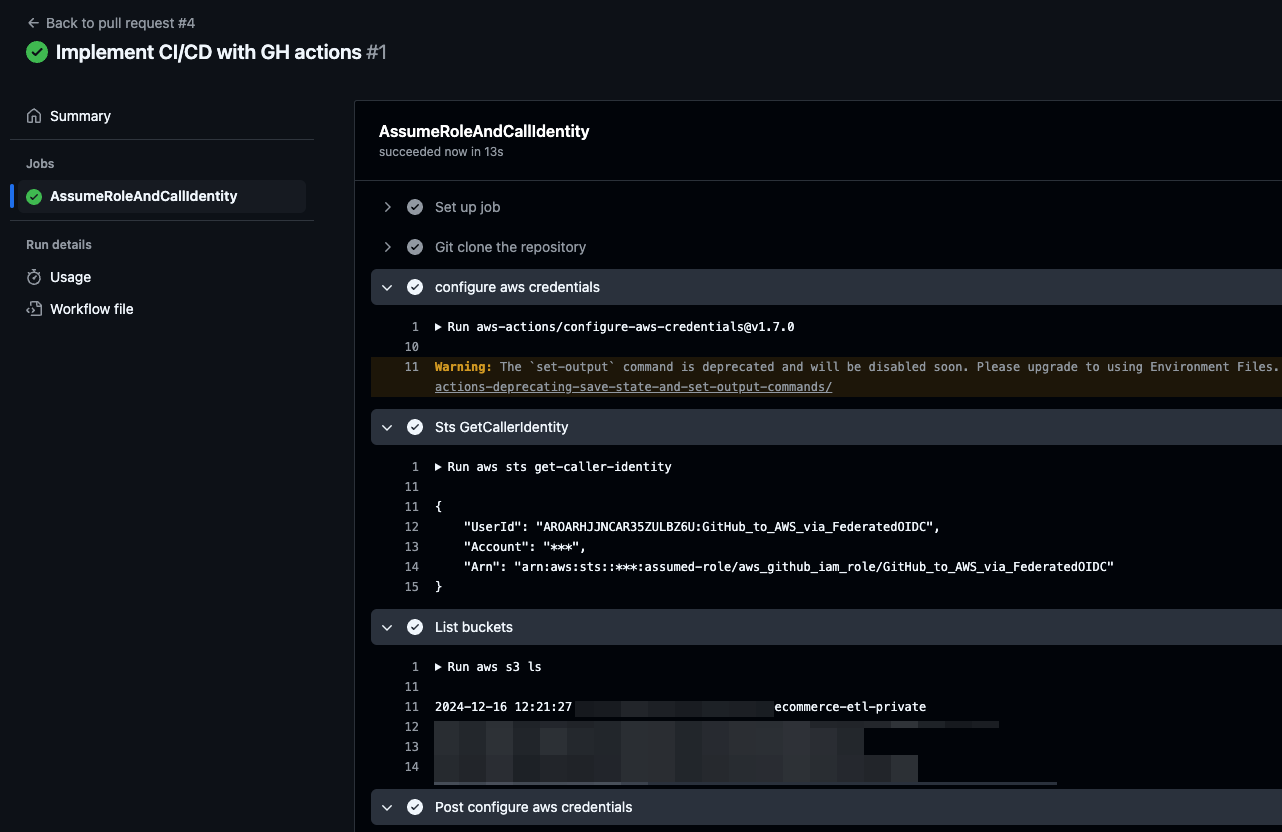 ← Back to pull request #4
Implement CI/CD with GH actions #1
Summary
Jobs
AssumeRoleAndCallIdentity
Run details
Usage
Workflow file
AssumeRoleAndCallIdentity
succeeded now in 13s
Set up job
Git clone the repository
configure aws credentials
1 ▶ Run aws-actions/configure-aws-credentials@v1.7.0
10
11 Warning: The `set-output` command is deprecated and will be disabled soon. Please upgrade to using Environment Files.
actions-deprecating-save-state-and-set-output-commands/
Sts GetCallerIdentity
1 ▶ Run aws sts get-caller-identity
11
11 {
12 "UserId": "AROARHJJNCAR35ZULBZ6U:GitHub_to_AWS_via_FederatedOIDC",
13 "Account": "***",
14 "Arn": "arn:aws:sts::***:assumed-role/aws_github_iam_role/GitHub_to_AWS_via_FederatedOIDC"
15 }
List buckets
1 ▶ Run aws s3 ls
11
11 2024-12-16 12:21:27 ecommerce-etl-private
12
13
14
Post configure aws credentials